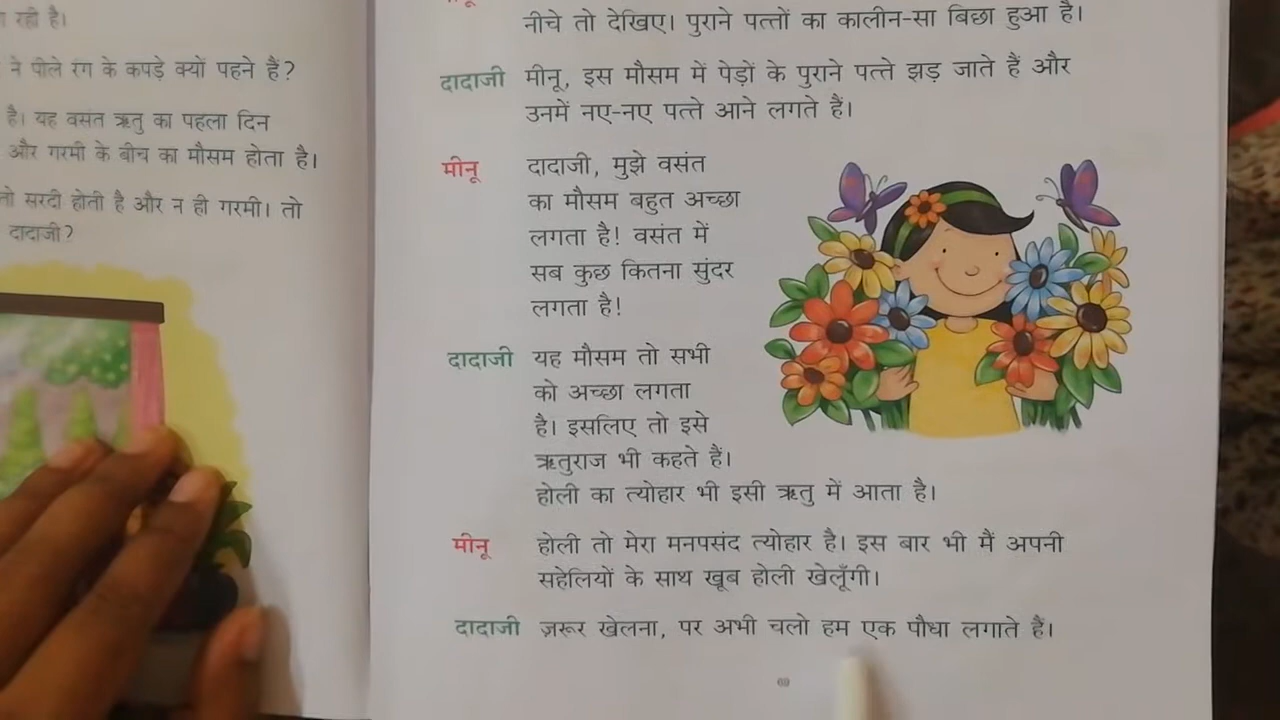 रही है।
ने पीले रंग के कपड़े क्यों पहने हैं?
है। यह वसंत ऋतु का पहला दिन
और गरमी के बीच का मौसम होता है।
तो सरदी होती है और न ही गरमी। तो
दादाजी?
नीचे तो देखिए। पुराने पत्तों का कालीन-सा बिछा हुआ है।
दादाजी मीनू, इस मौसम में पेड़ों के पुराने पत्ते झड़ जाते हैं और
उनमें नए-नए पत्ते आने लगते हैं।
मीनू दादाजी, मुझे वसंत
का मौसम बहुत अच्छा
लगता है! वसंत में
सब कुछ कितना सुंदर
लगता है!
दादाजी यह मौसम तो सभी
को अच्छा लगता
है। इसलिए तो इसे
ऋतुराज भी कहते हैं।
होली का त्योहार भी इसी ऋतु में आता है।
मीनू होली तो मेरा मनपसंद त्योहार है। इस बार भी मैं अपनी
सहेलियों के साथ खूब होली खेलूँगी।
दादाजी ज़रूर खेलना, पर अभी चलो हम एक पौधा लगाते हैं।